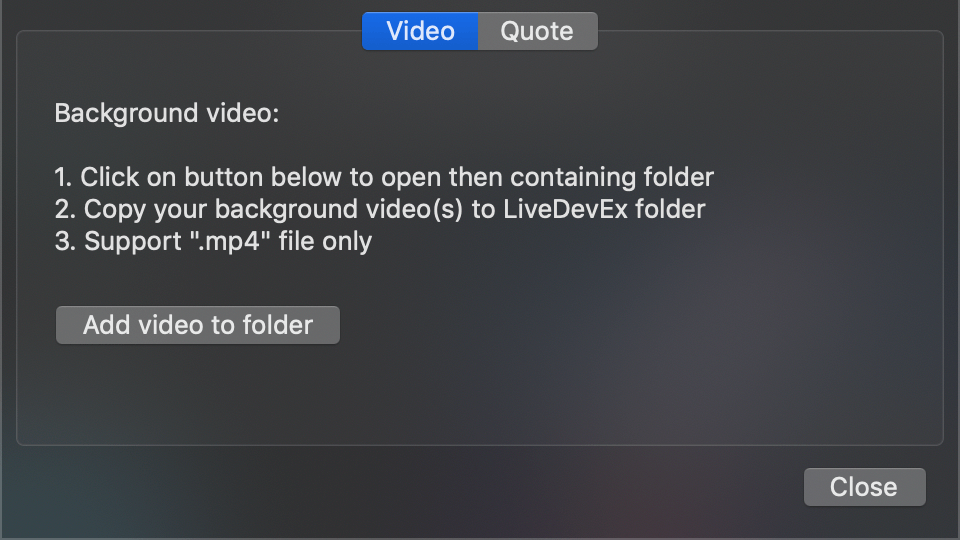 Video Quote
Background video:
1. Click on button below to open then containing folder
2. Copy your background video(s) to LiveDevEx folder
3. Support ".mp4" file only
Add video to folder
Close